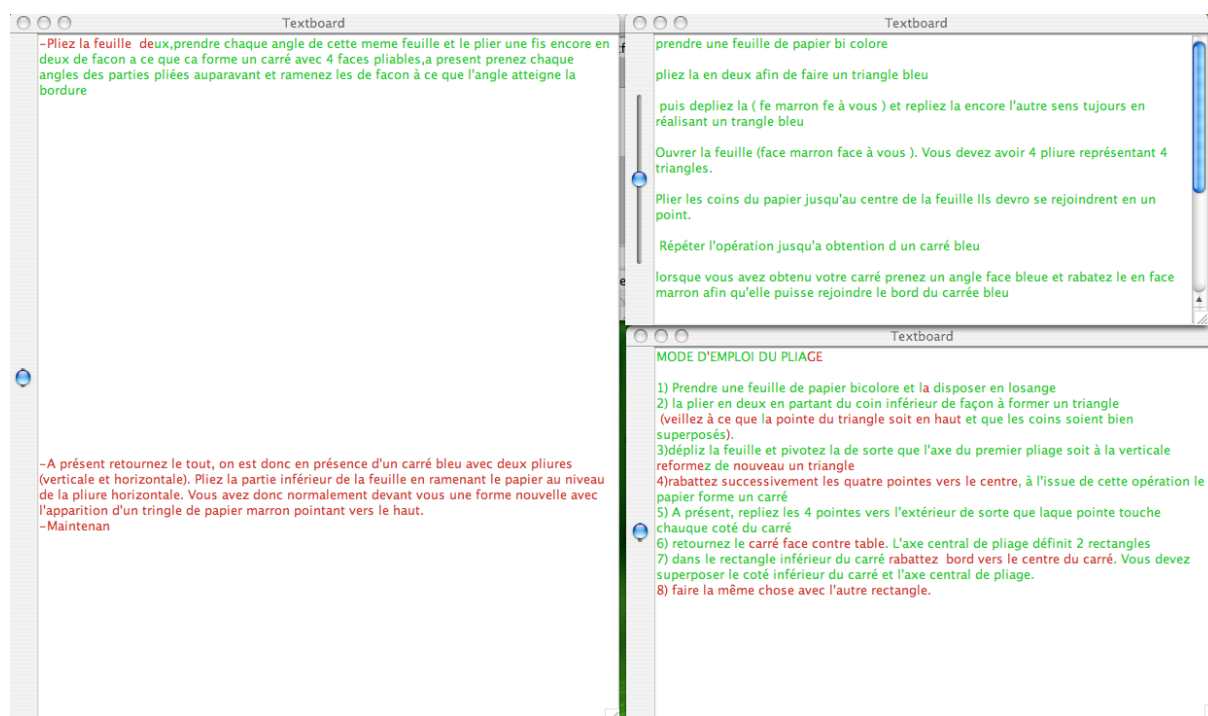 Textboard
-Pliez la feuille  deux,prendre chaque angle de cette meme feuille et le plier une fis encore en
deux de facon a ce que ca forme un carré avec 4 faces pliables,a present prenez chaque
angles des parties pliées auparavant et ramenez les de facon à ce que l'angle atteigne la
bordure
-A présent retournez le tout, on est donc en présence d'un carré bleu avec deux pliures
(verticale et horizontale). Pliez la partie inférieur de la feuille en ramenant le papier au niveau
de la pliure horizontale. Vous avez donc normalement devant vous une forme nouvelle avec
l'apparition d'un tringle de papier marron pointant vers le haut.
-Maintenan
Textboard
prendre une feuille de papier bi colore
pliez la en deux afin de faire un triangle bleu
puis depliez la ( fe marron fe à vous ) et repliez la encore l'autre sens tujours en
réalisant un trangle bleu
Ouvrer la feuille (face marron face à vous ). Vous devez avoir 4 pliure représentant 4
triangles.
Plier les coins du papier jusqu'au centre de la feuille Ils devro se rejoindrent en un
point.
Répéter l'opération jusqu'a obtention d un carré bleu
lorsque vous avez obtenu votre carré prenez un angle face bleue et rabatez le en face
marron afin qu'elle puisse rejoindre le bord du carrée bleu
Textboard
MODE D'EMPLOI DU PLIAGE
1) Prendre une feuille de papier bicolore et la disposer en losange
2) la plier en deux en partant du coin inférieur de façon à former un triangle
(veillez à ce que la pointe du triangle soit en haut et que les coins soient bien
superposés).
3)dépliz la feuille et pivotez la de sorte que l'axe du premier pliage soit à la verticale
reformez de nouveau un triangle
4)rabattez successivement les quatre pointes vers le centre, à l'issue de cette opération le
papier forme un carré
5) A présent, repliez les 4 pointes vers l'extérieur de sorte que laque pointe touche
chauque coté du carré
6) retournez le carré face contre table. L'axe central de pliage définit 2 rectangles
7) dans le rectangle inférieur du carré rabattez  bord vers le centre du carré. Vous devez
superposer le coté inférieur du carré et l'axe central de pliage.
8) faire la même chose avec l'autre rectangle.